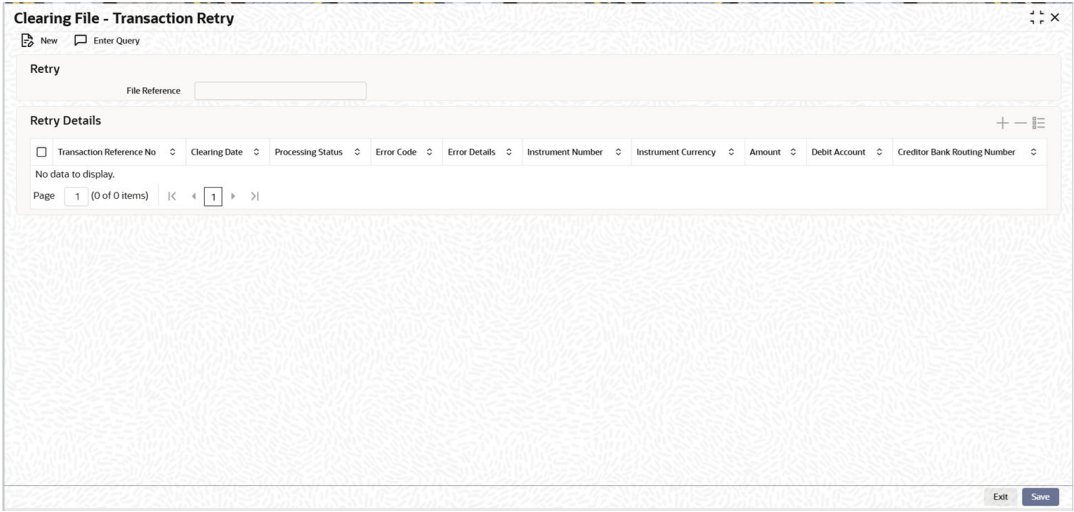 Clearing File - Transaction Retry
New Enter Query
Retry
File Reference
Retry Details
Transaction Reference No Clearing Date Processing Status Error Code Error Details Instrument Number Instrument Currency Amount Debit Account Creditor Bank Routing Number
No data to display.
Page 1 (0 of 0 items) 1
Exit Save